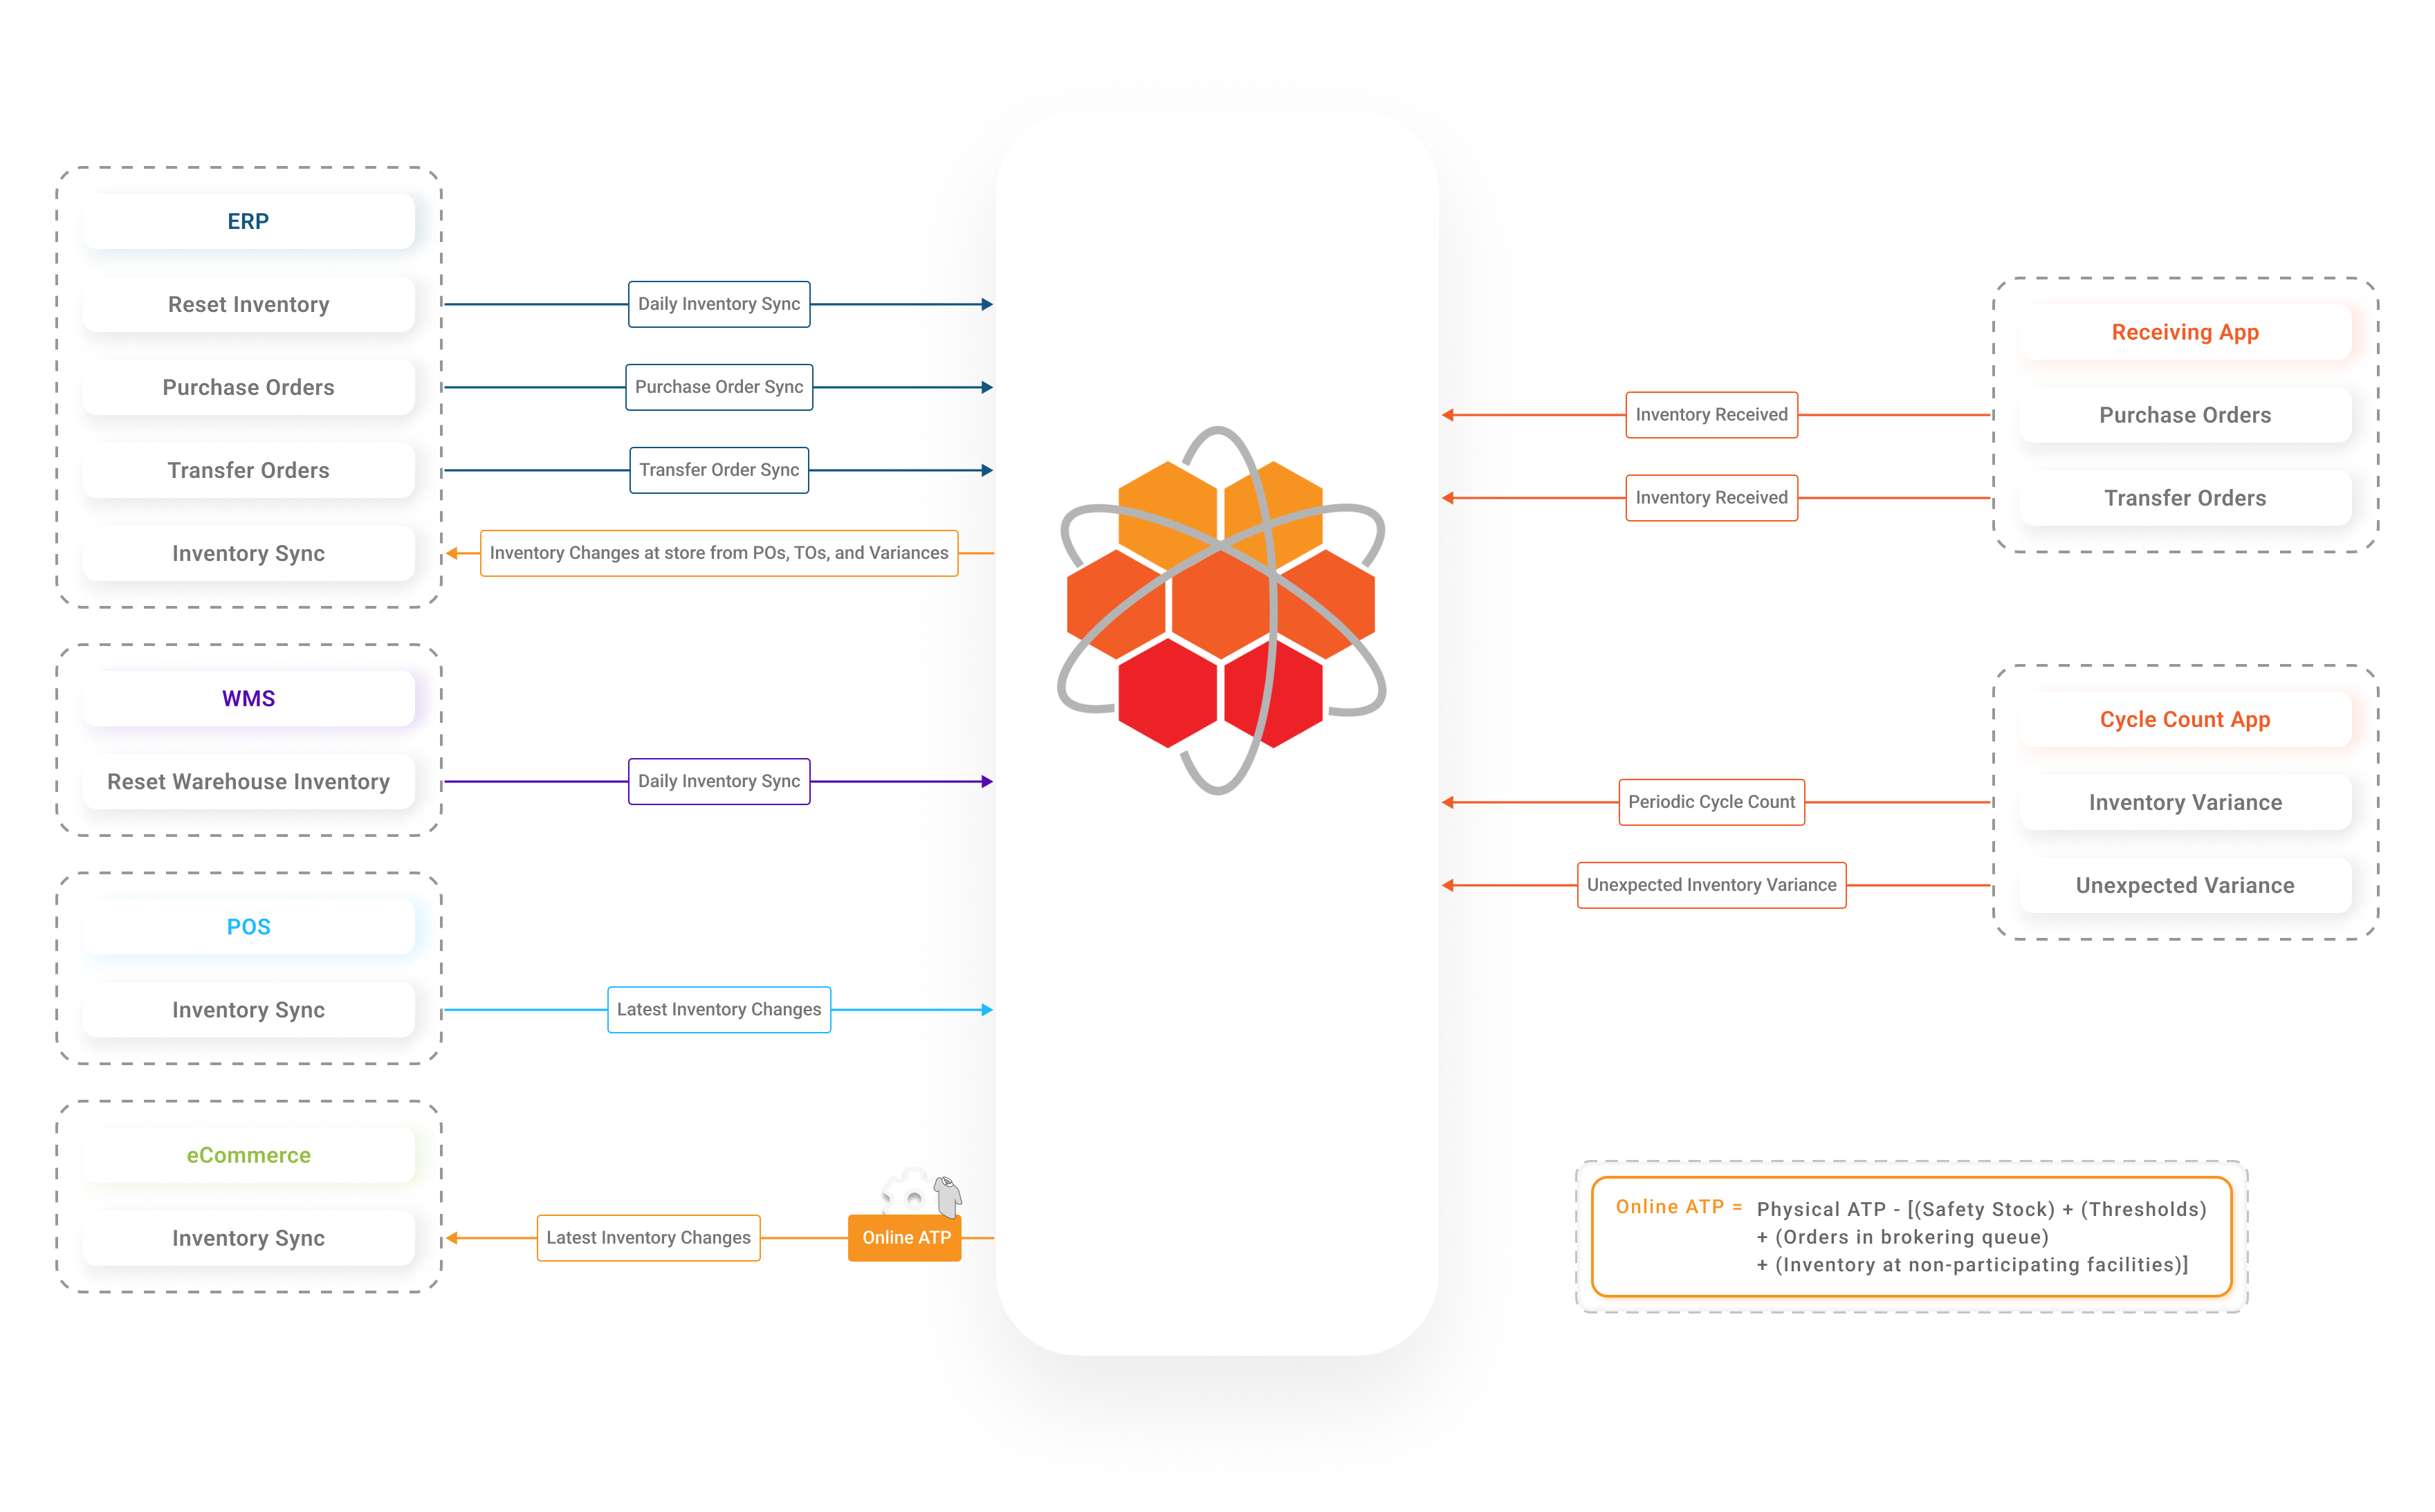 ERP
Reset Inventory
Daily Inventory Sync
Purchase Orders
Purchase Order Sync
Transfer Orders
Transfer Order Sync
Inventory Sync
Inventory Changes at store from POs, TOs, and Variances
WMS
Reset Warehouse Inventory
Daily Inventory Sync
POS
Inventory Sync
Latest Inventory Changes
eCommerce
Inventory Sync
Latest Inventory Changes
Online ATP
Receiving App
Inventory Received
Purchase Orders
Inventory Received
Transfer Orders
Cycle Count App
Periodic Cycle Count
Inventory Variance
Unexpected Inventory Variance
Unexpected Variance
Online ATP = Physical ATP - [(Safety Stock) + (Thresholds)
+ (Orders in brokering queue)
+ (Inventory at non-participating facilities)]